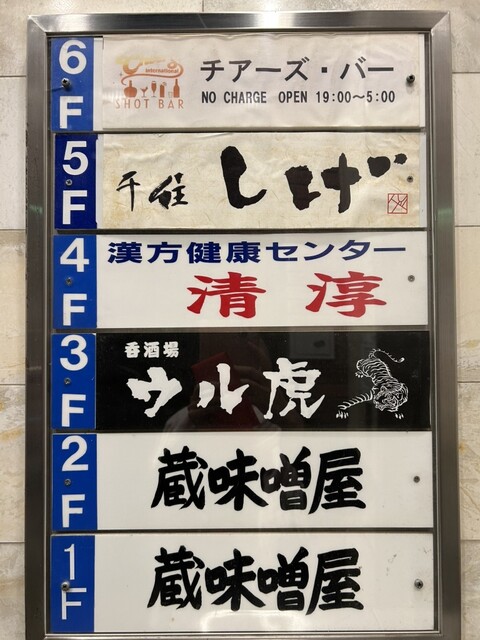 6F
international
SHOT BAR
チアーズ・バー
NO CHARGE OPEN 19:00～5:00
5F
千住 しげ
4F
漢方健康センター
清淳
3F
呑酒場
ウル虎
2F
蔵味噌屋
1F
蔵味噌屋